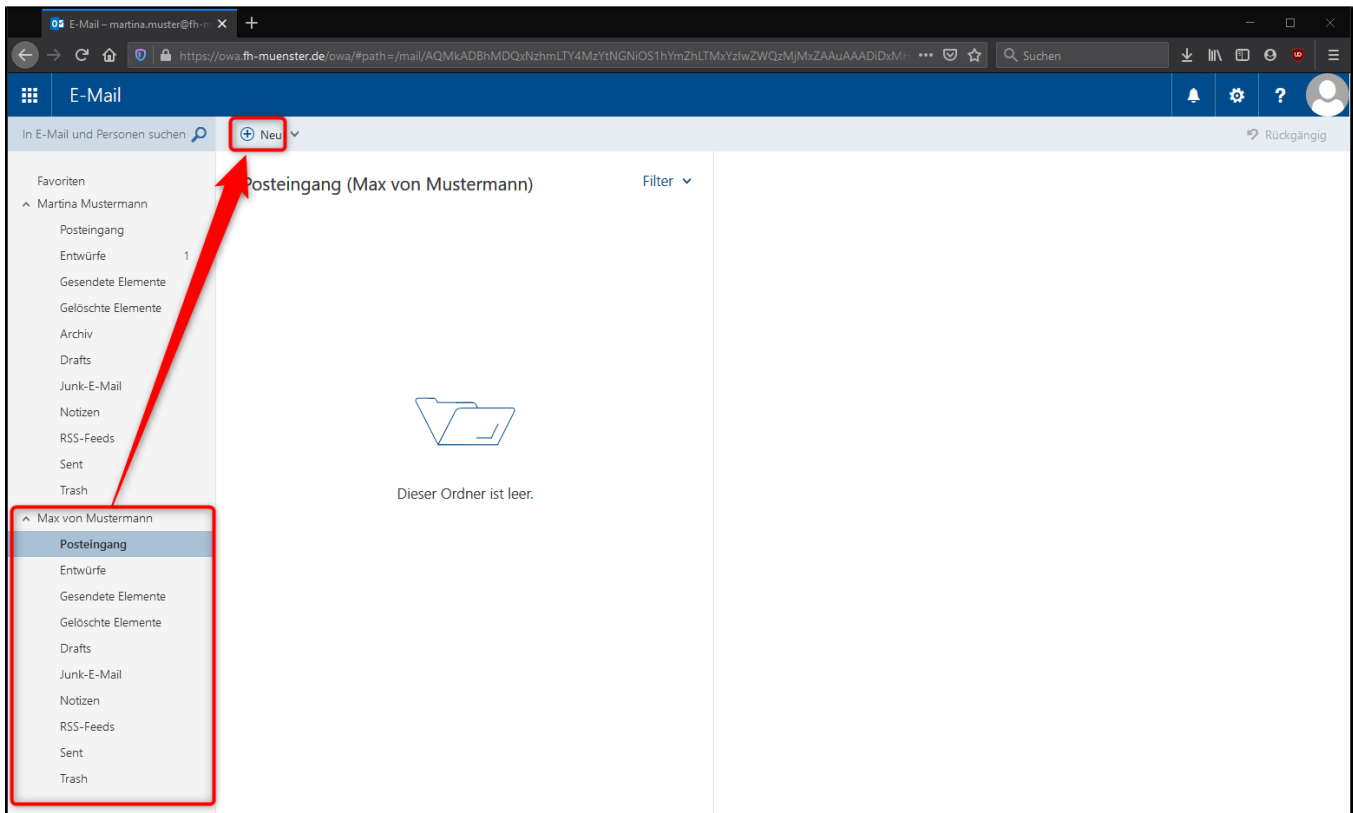 E-Mail – martina.muster@fh-m
https://owa.fh-muenster.de/owa/#path=/mail/
Suchen
E-Mail
?
In E-Mail und Personen suchen
Neu
Rückgängig
Favoriten
Posteingang (Max von Mustermann)
Filter
Martina Mustermann
Posteingang
Entwürfe 1
Gesendete Elemente
Gelöschte Elemente
Archiv
Drafts
Junk-E-Mail
Notizen
RSS-Feeds
Sent
Trash
Dieser Ordner ist leer.
Max von Mustermann
Posteingang
Entwürfe
Gesendete Elemente
Gelöschte Elemente
Drafts
Junk-E-Mail
Notizen
RSS-Feeds
Sent
Trash